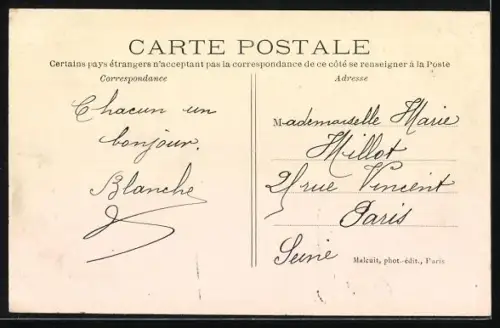 CARTE POSTALE
Certains pays étrangers n'acceptant pas la correspondance de ce côté se renseigner à la Poste
Correspondance
Chacun un
bonjour.
Blanche
Adresse
Mademoiselle Marie
Millot
21 rue Vincent
Paris
Seine
Malcuit, phot.-édit., Paris